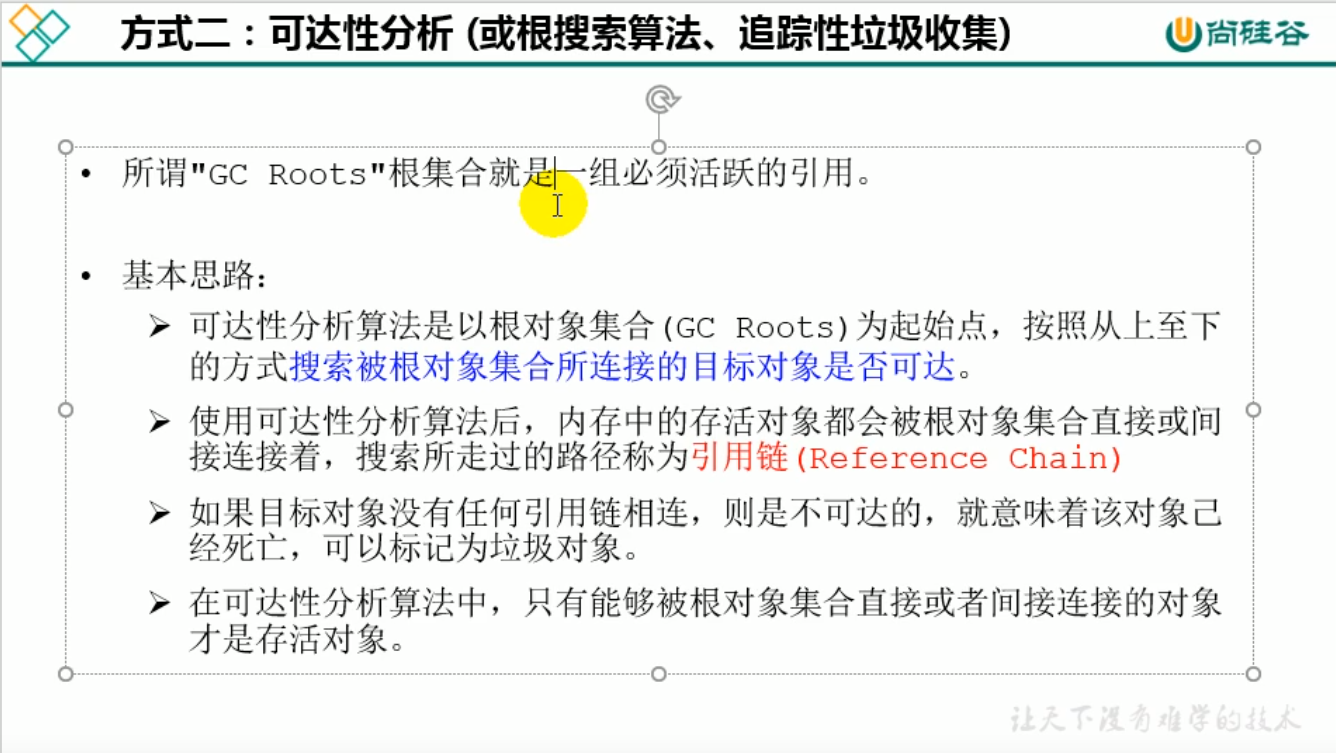 方式二：可达性分析 (或根搜索算法、追踪性垃圾收集)
尚硅谷
• 所谓"GC Roots"根集合就是一组必须活跃的引用。
• 基本思路：
➢ 可达性分析算法是以根对象集合(GC Roots)为起始点，按照从上至下
的方式搜索被根对象集合所连接的目标对象是否可达。
➢ 使用可达性分析算法后，内存中的存活对象都会被根对象集合直接或间
接连接着，搜索所走过的路径称为引用链(Reference Chain)
➢ 如果目标对象没有任何引用链相连，则是不可达的，就意味着该对象己
经死亡，可以标记为垃圾对象。
➢ 在可达性分析算法中，只有能够被根对象集合直接或者间接连接的对象
才是存活对象。
让天下没有难学的技术